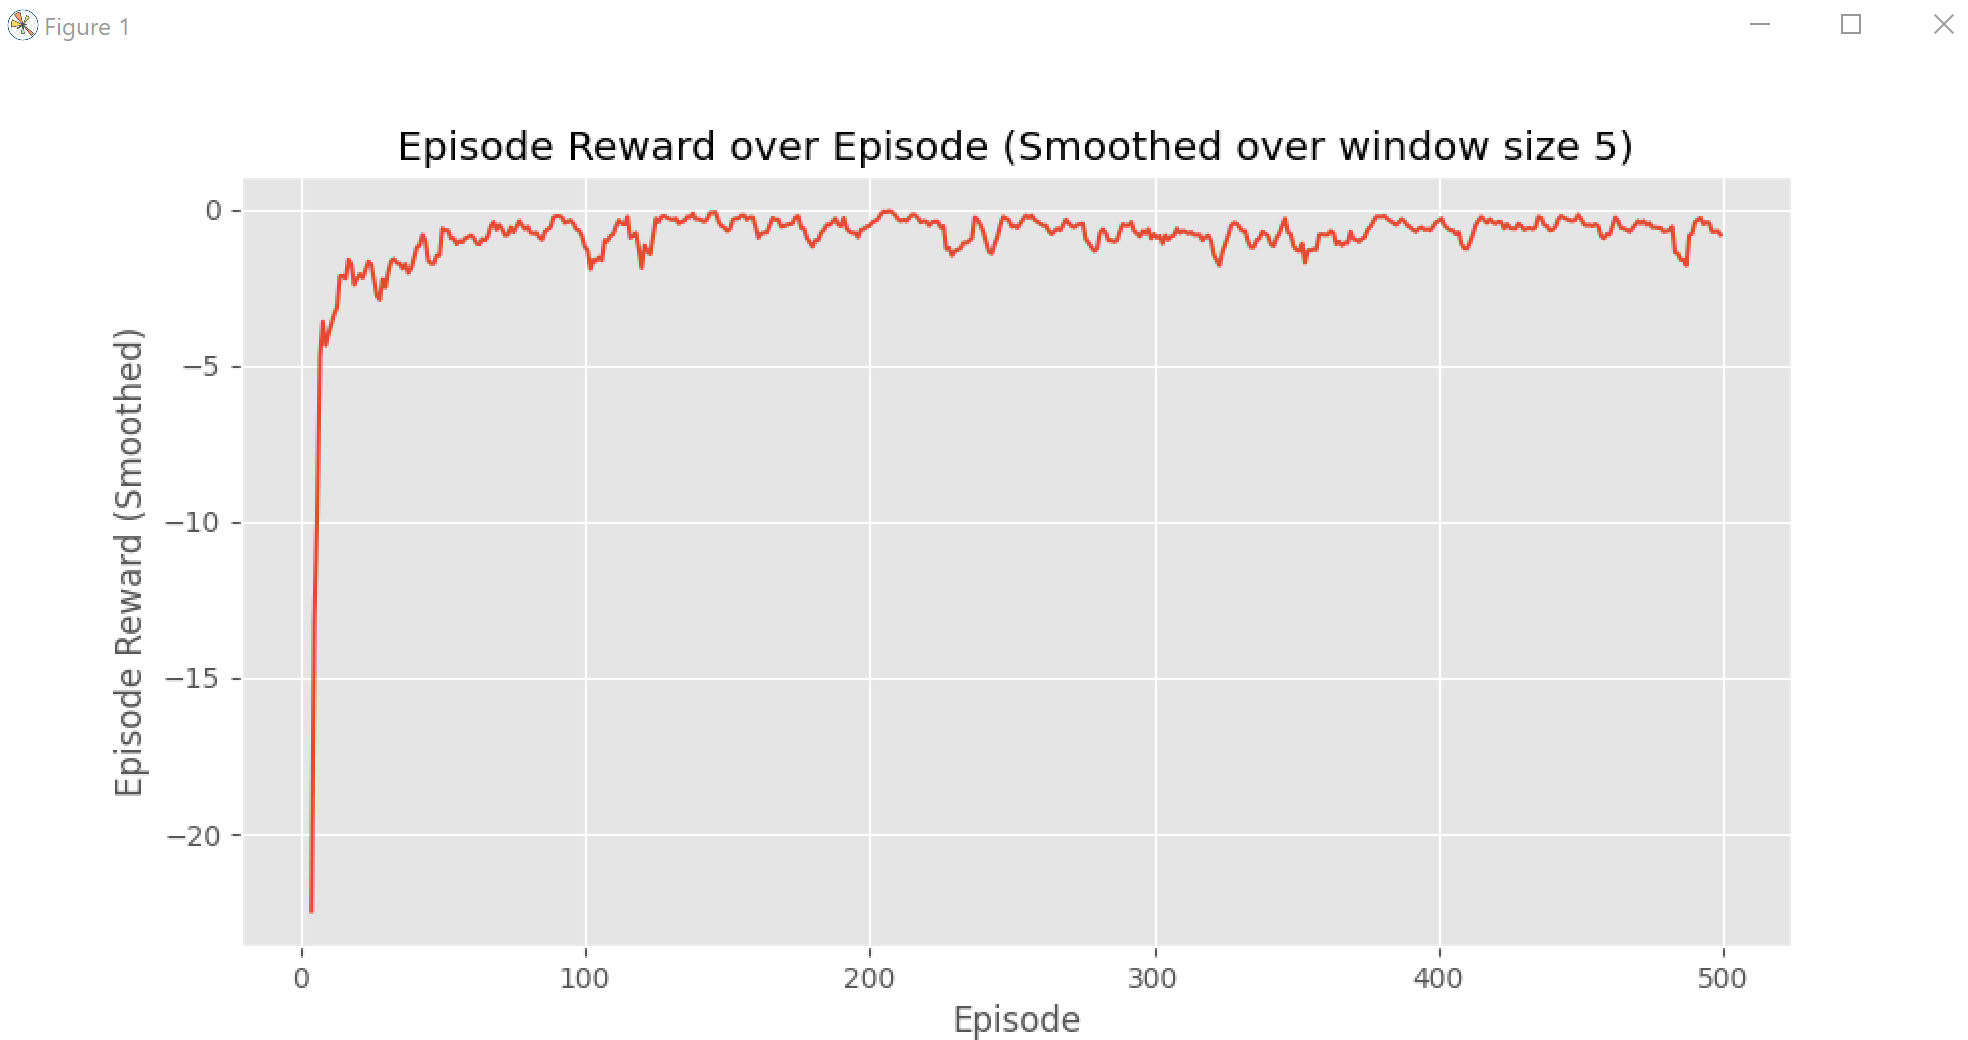 Figure 1
Episode Reward over Episode (Smoothed over window size 5)
Episode Reward (Smoothed)
0
−5
−10
−15
−20
0 100 200 300 400 500
Episode